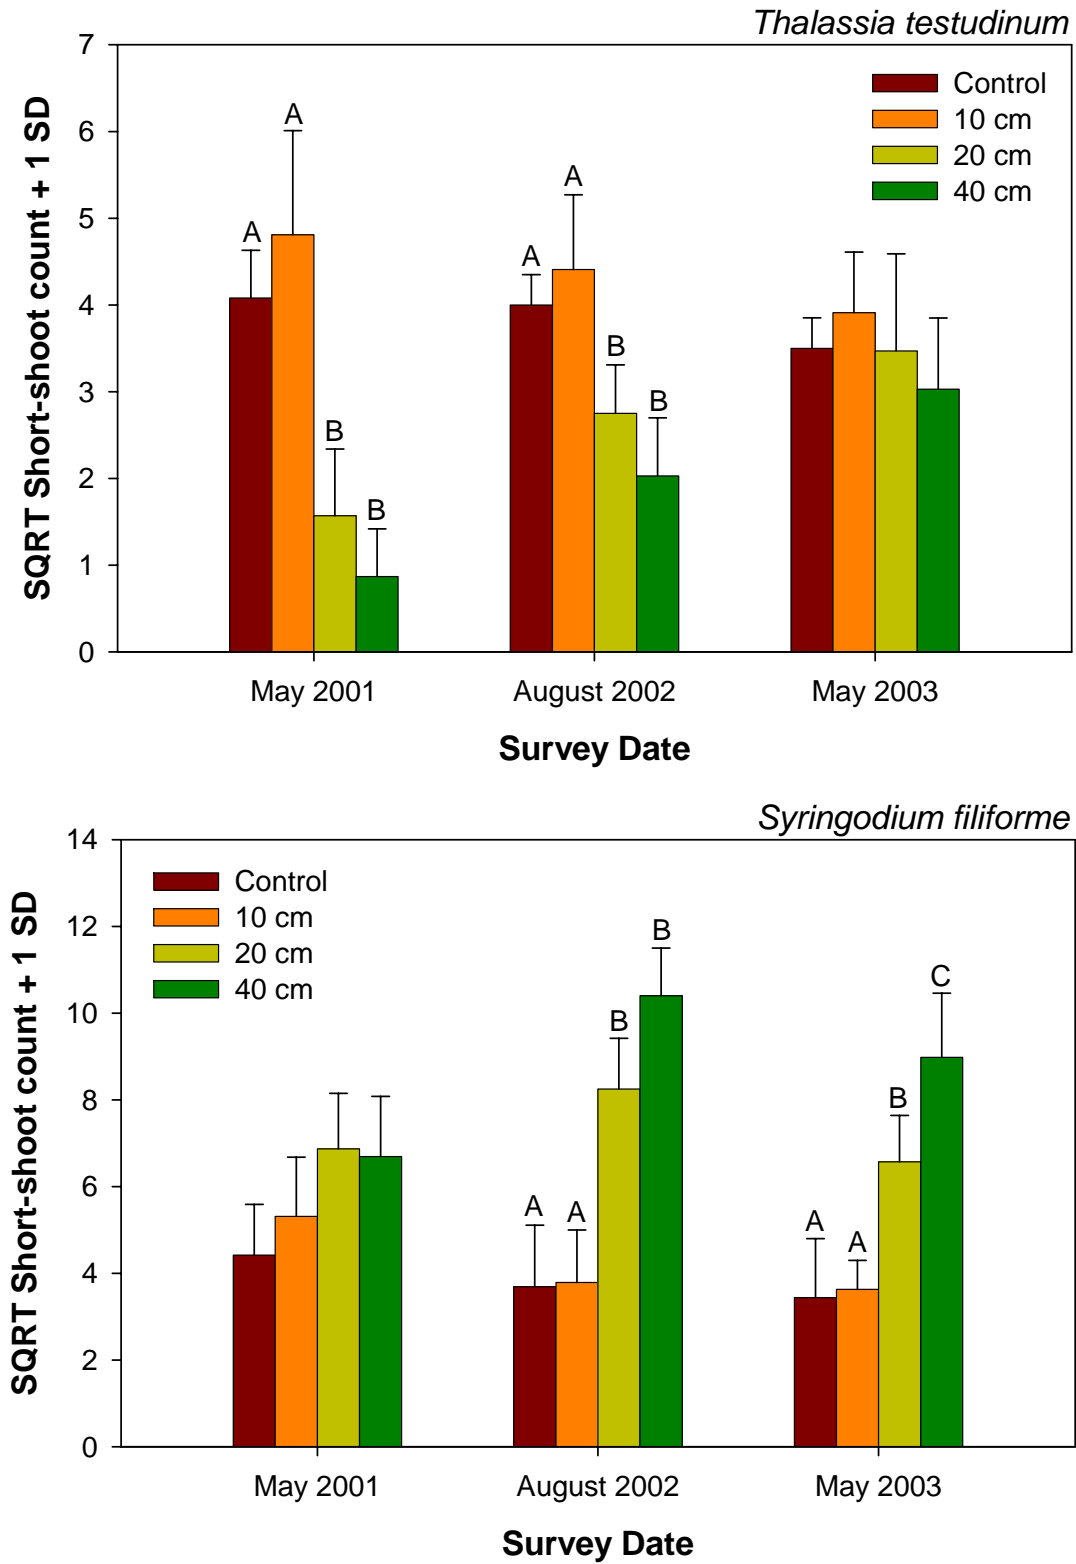 Thalassia testudinum
7
6
5
4
3
2
1
0
SQRT Short-shoot count + 1 SD
Control
10 cm
20 cm
40 cm
A
A
B
B
A
A
B
B
May 2001
August 2002
May 2003
Survey Date
Syringodium filiforme
14
12
10
8
6
4
2
0
SQRT Short-shoot count + 1 SD
Control
10 cm
20 cm
40 cm
A
A
B
B
A
A
B
C
May 2001
August 2002
May 2003
Survey Date